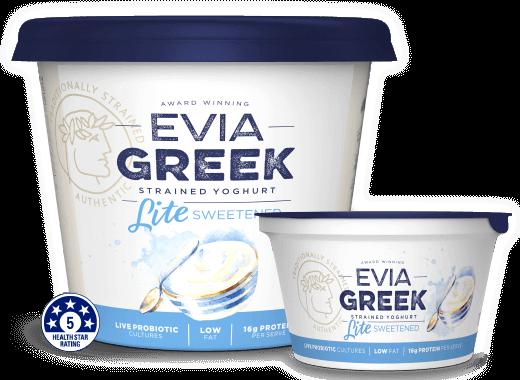 TRADITIONALLY STRAINED
AUTHENTIC
AWARD WINNING
EVIA
GREEK
STRAINED YOGHURT
Lite SWEETENED
LIVE PROBIOTIC
CULTURES
LOW
FAT
16g PROTEIN
PER SERVE
5
HEALTH STAR
RATING
AWARD WINNING
EVIA
GREEK
STRAINED YOGHURT
Lite SWEETENED
LIVE PROBIOTIC CULTURES
LOW FAT
16g PROTEIN PER SERVE